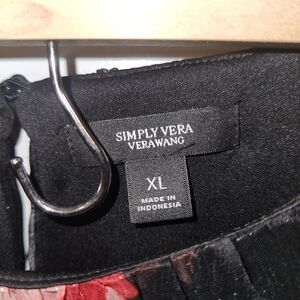 SIMPLY VERA
VERAWANG
XL
MADE IN
INDONESIA